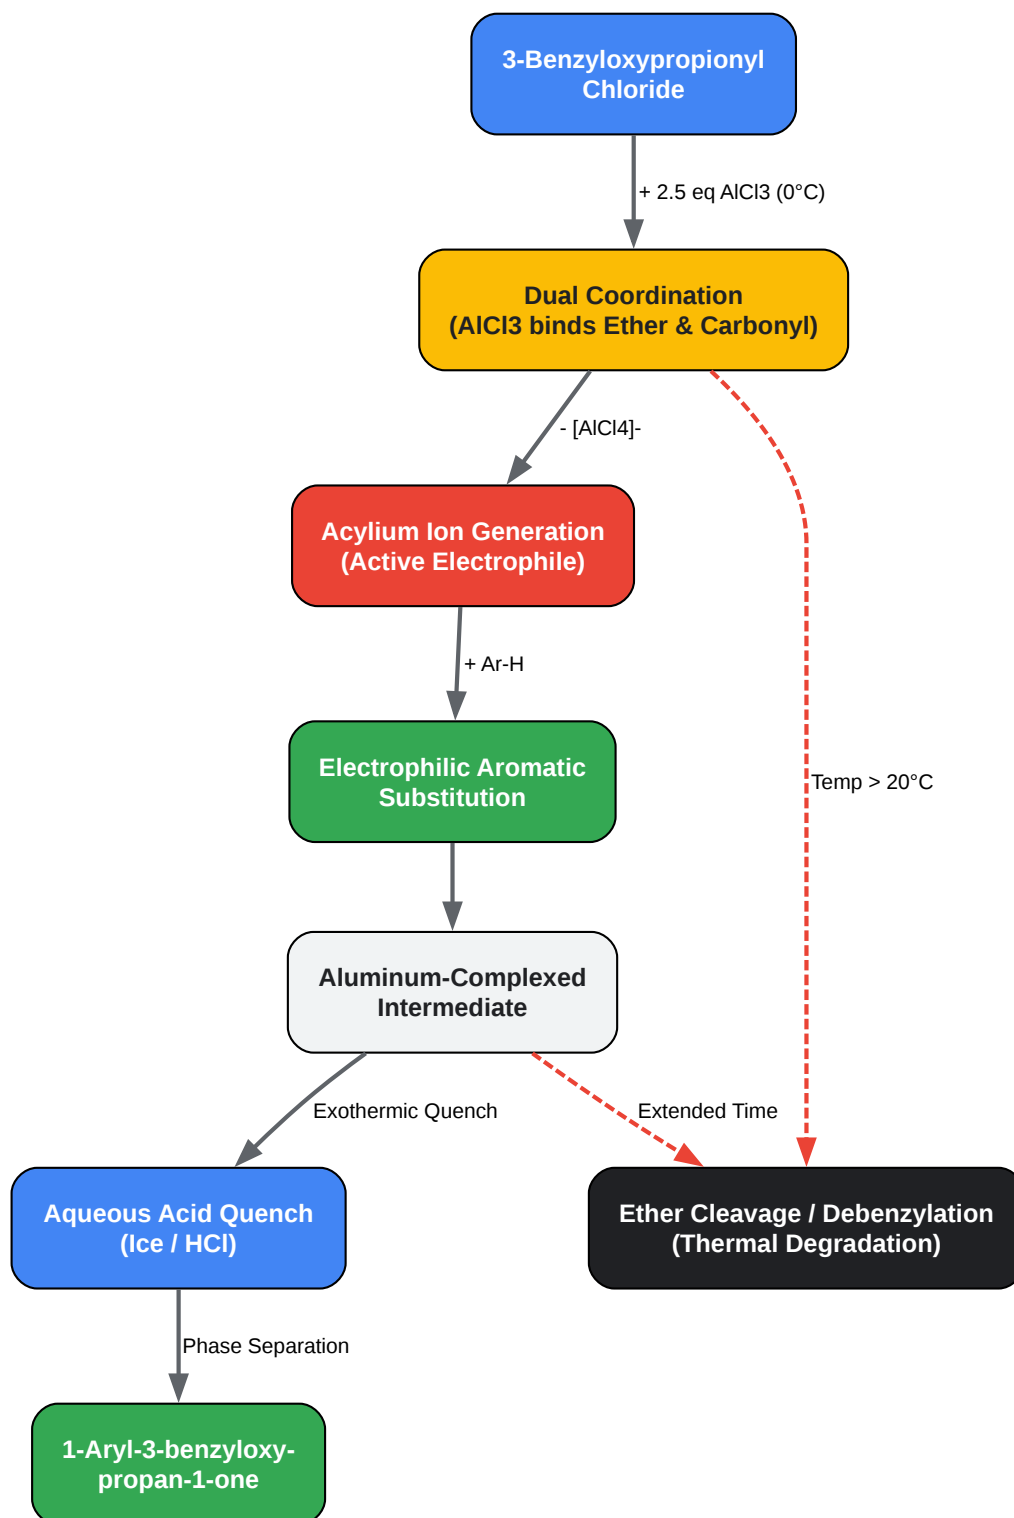 3-Benzyloxypropionyl
Chloride
+ 2.5 eq AlCl3 (0°C)
Dual Coordination
(AlCl3 binds Ether & Carbonyl)
- [AlCl4]-
Acylium Ion Generation
(Active Electrophile)
+ Ar-H
Electrophilic Aromatic
Substitution
Temp > 20°C
Aluminum-Complexed
Intermediate
Exothermic Quench
Extended Time
Aqueous Acid Quench
(Ice / HCl)
Ether Cleavage / Debenzylation
(Thermal Degradation)
Phase Separation
1-Aryl-3-benzyloxy-
propan-1-one